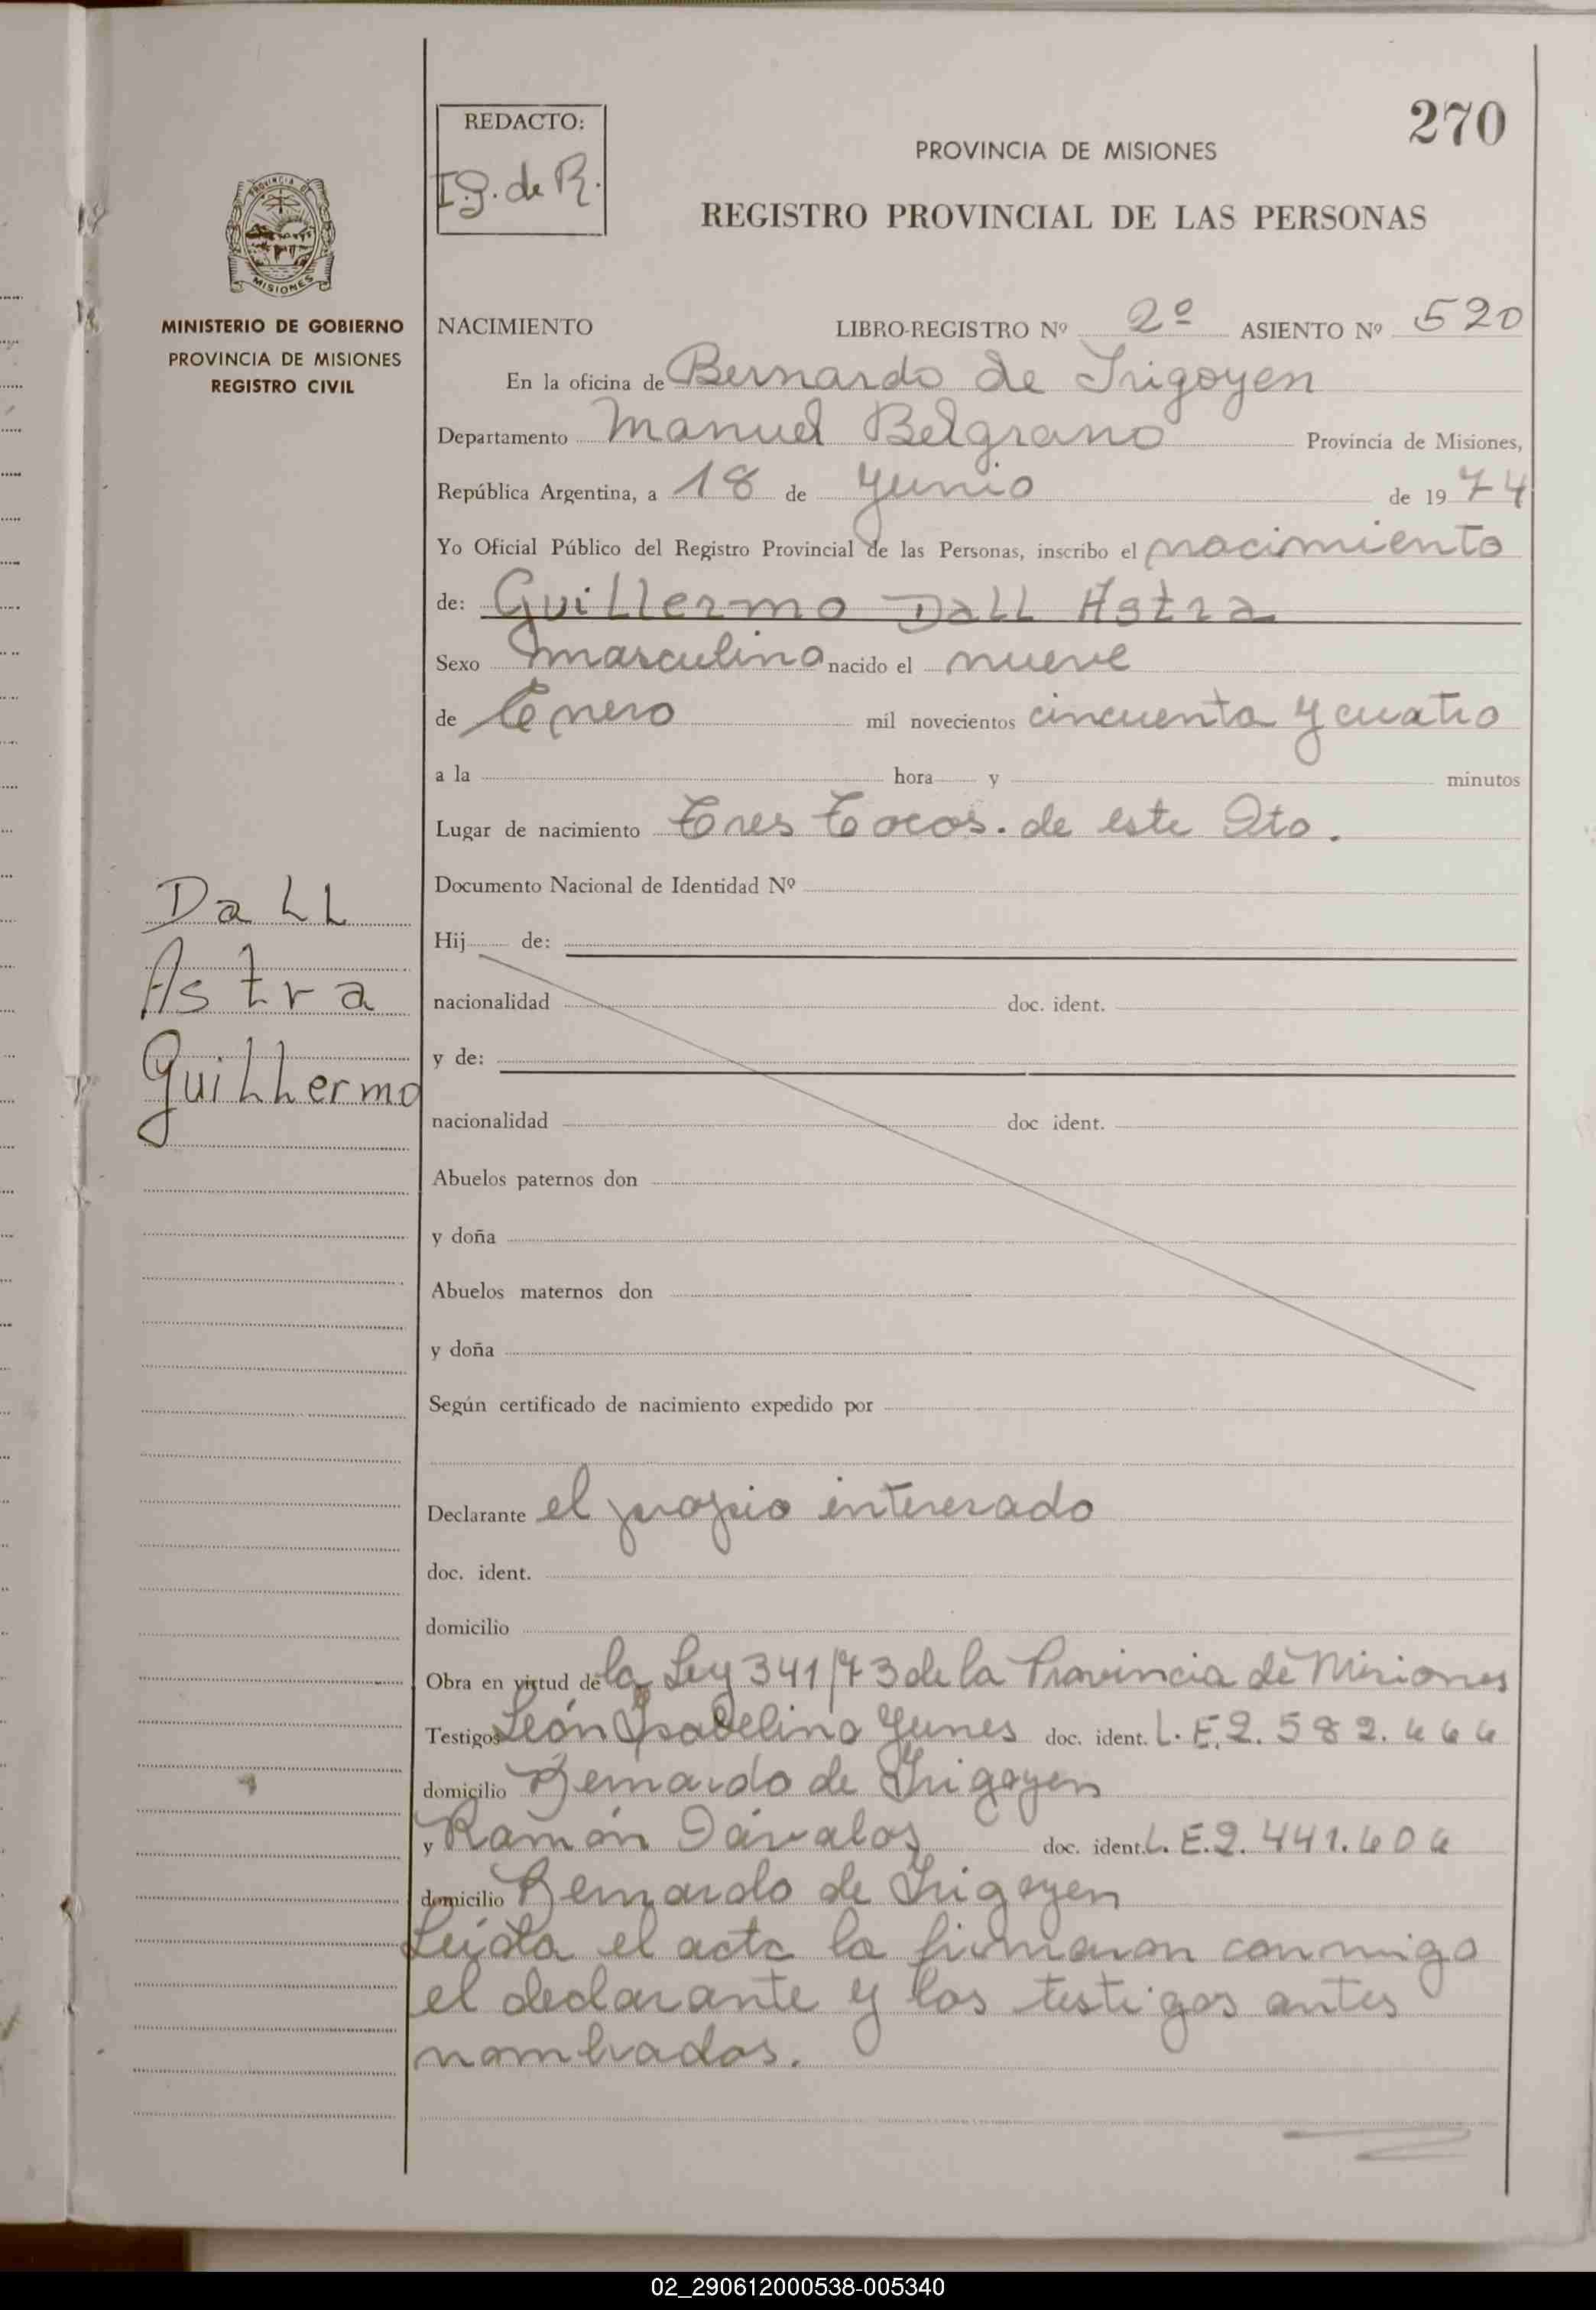 270
REDACTO:
I.G. de R.
PROVINCIA DE MISIONES
REGISTRO PROVINCIAL DE LAS PERSONAS
PROVINCIA DE
MISIONES
MINISTERIO DE GOBIERNO
PROVINCIA DE MISIONES
REGISTRO CIVIL
NACIMIENTO LIBRO-REGISTRO Nº 2º ASIENTO Nº 520
En la oficina de Bernardo de Irigoyen
Departamento Manuel Belgrano Provincia de Misiones,
República Argentina, a 18 de Junio de 1974
Yo Oficial Público del Registro Provincial de las Personas, inscribo el nacimiento
de: Guillermo Dall Astra
Sexo masculino nacido el nueve
de Enero mil novecientos cincuenta y cuatro
a la hora y minutos
Lugar de nacimiento Tres Tocos. de este Dto.
Documento Nacional de Identidad Nº
Dall
Astra
Guillermo
Hij de:
nacionalidad doc. ident.
y de:
nacionalidad doc ident.
Abuelos paternos don
y doña
Abuelos maternos don
y doña
Según certificado de nacimiento expedido por
Declarante el propio interesado
doc. ident.
domicilio
Obra en virtud de la Ley 341/73 de la Provincia de Misiones
Testigos León Isabelino Yunes doc. ident. L. E. 2.582.444
domicilio Bernardo de Irigoyen
y Ramón Dávalos doc. ident. L. E. 2.441.604
domicilio Bernardo de Irigoyen
Leída el acta la firmaron conmigo
el declarante y los testigos antes
nombrados.
02_290612000538-005340